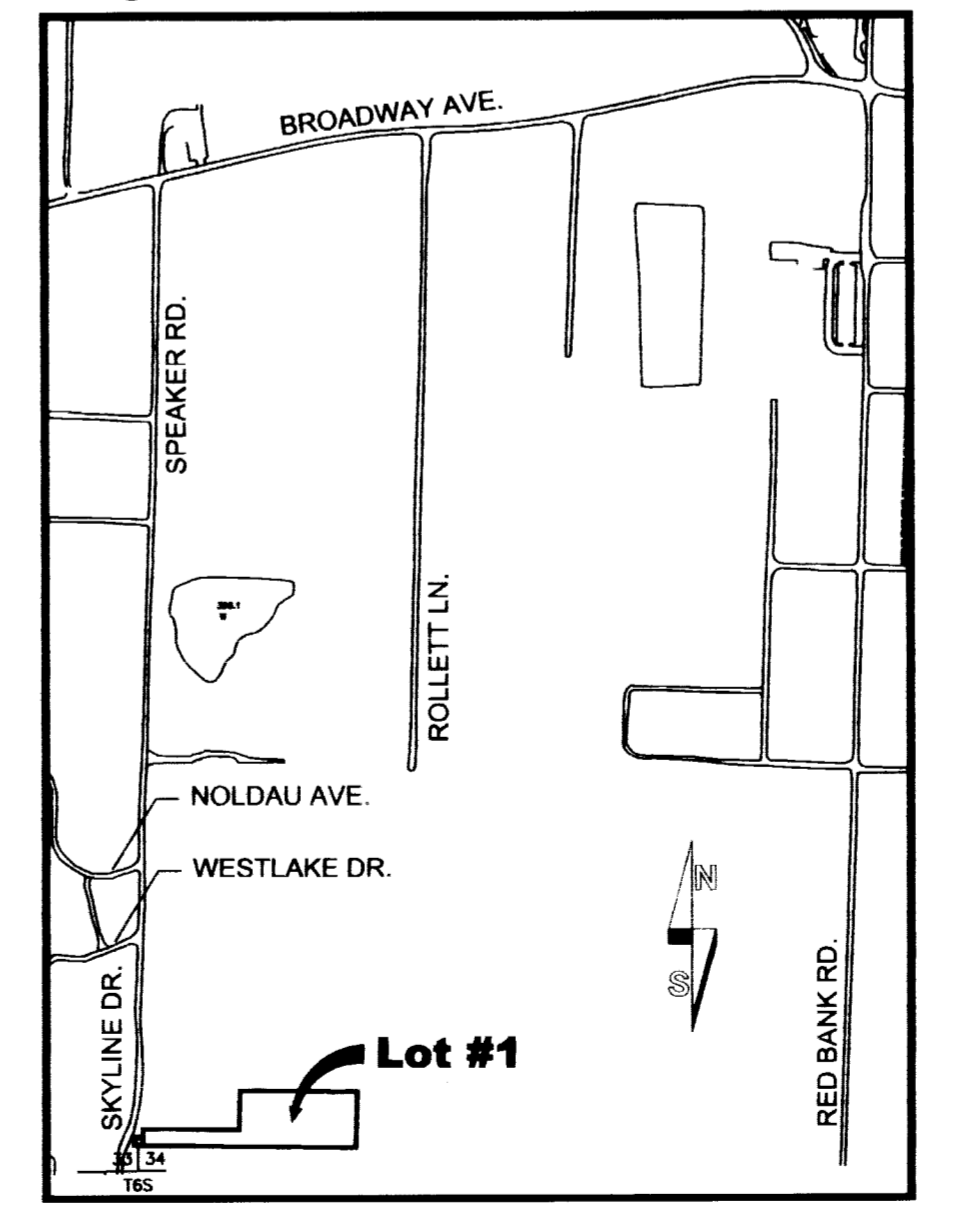 BROADWAY AVE.
SPEAKER RD.
ROLLETT LN.
NOLDAU AVE.
WESTLAKE DR.
N
S
SKYLINE DR.
RED BANK RD.
Lot #1
33 34
T6S